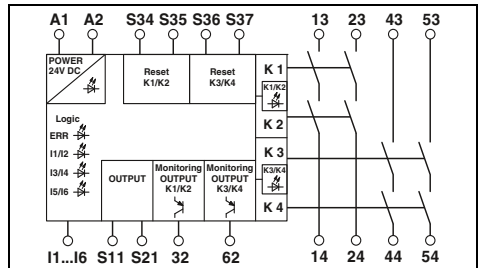 A1 A2 S34 S35 S36 S37 13 23 43 53
POWER
24V DC
Reset
K1/K2
Reset
K3/K4
K 1
K1/K2
K 2
Logic
ERR
I1/I2
I3/I4
I5/I6
OUTPUT
Monitoring
OUTPUT
K1/K2
Monitoring
OUTPUT
K3/K4
K 3
K3/K4
K 4
I1...I6 S11 S21 32 62 14 24 44 54